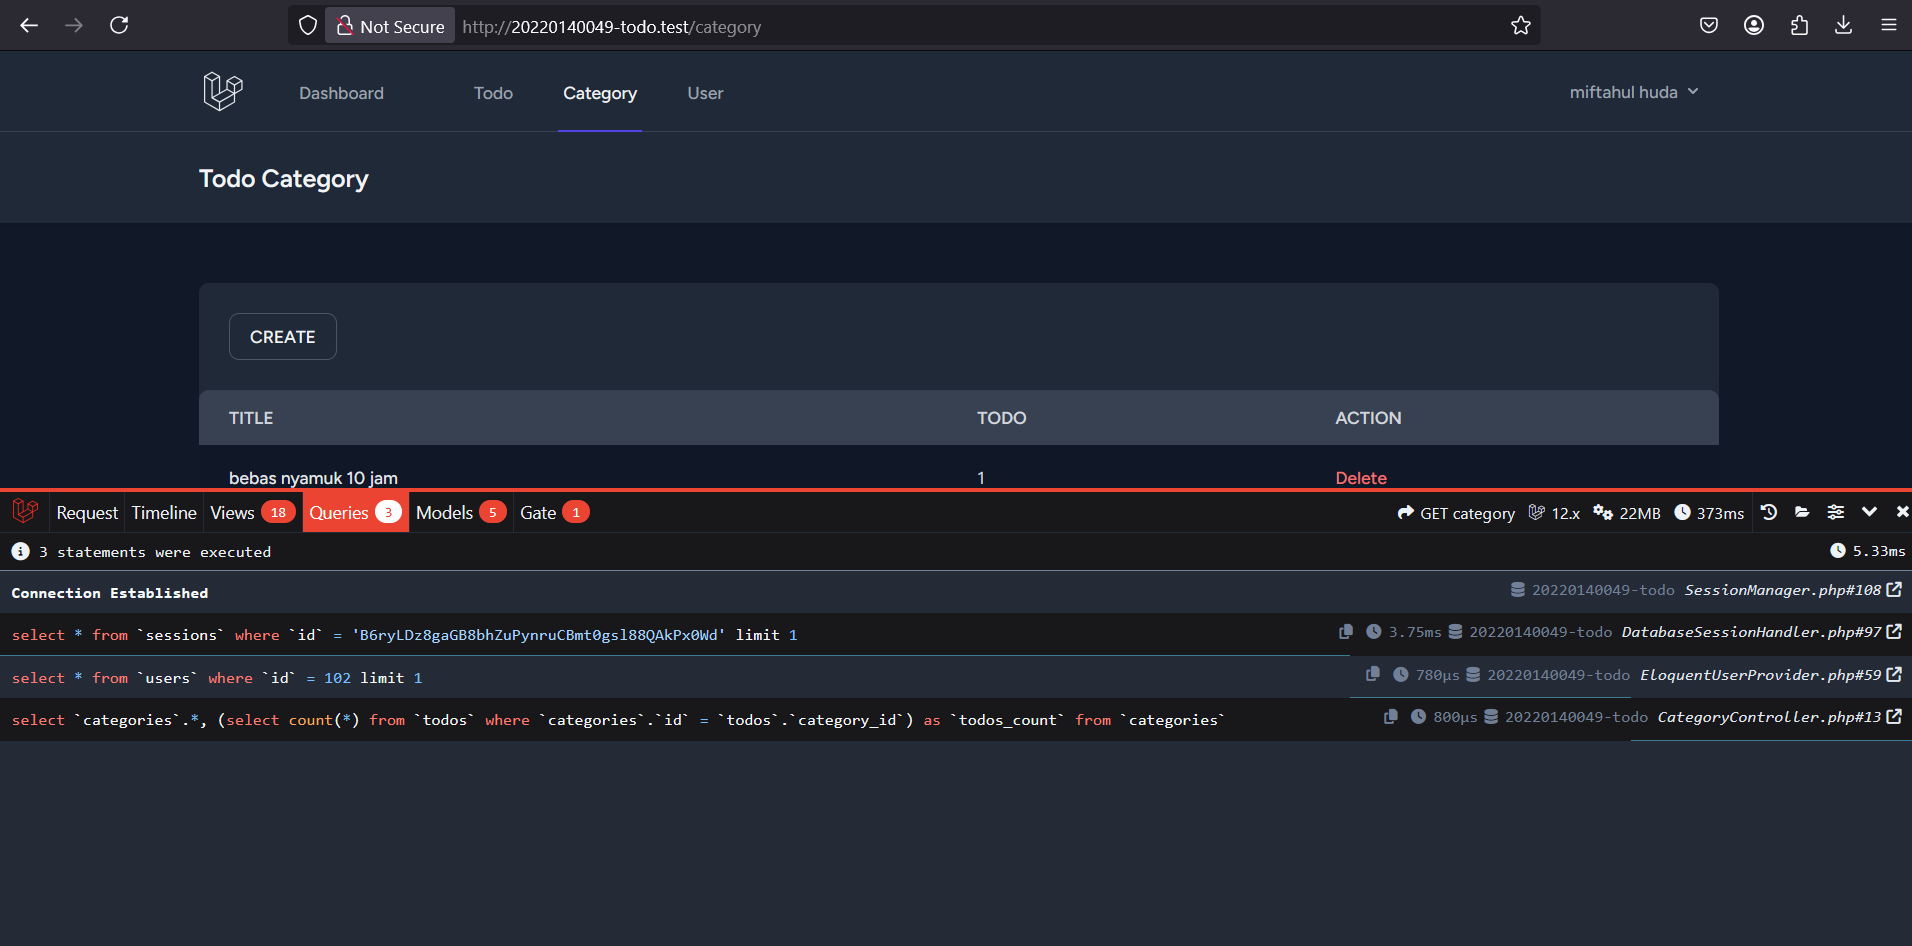 Not Secure http://20220140049-todo.test/category
Dashboard Todo Category User miftahul huda
Todo Category
CREATE
TITLE TODO ACTION
bebas nyamuk 10 jam 1 Delete
Request Timeline Views 18 Queries 3 Models 5 Gate 1 GET category 12.x 22MB 373ms
3 statements were executed 5.33ms
Connection Established 20220140049-todo SessionManager.php#108
select * from `sessions` where `id` = 'B6ryLDz8gaGB8bhZuPynruCBmt0gsl88QAkPx0Wd' limit 1 3.75ms 20220140049-todo DatabaseSessionHandler.php#97
select * from `users` where `id` = 102 limit 1 780μs 20220140049-todo EloquentUserProvider.php#59
select `categories`.*, (select count(*) from `todos` where `categories`.`id` = `todos`.`category_id`) as `todos_count` from `categories` 800μs 20220140049-todo CategoryController.php#13